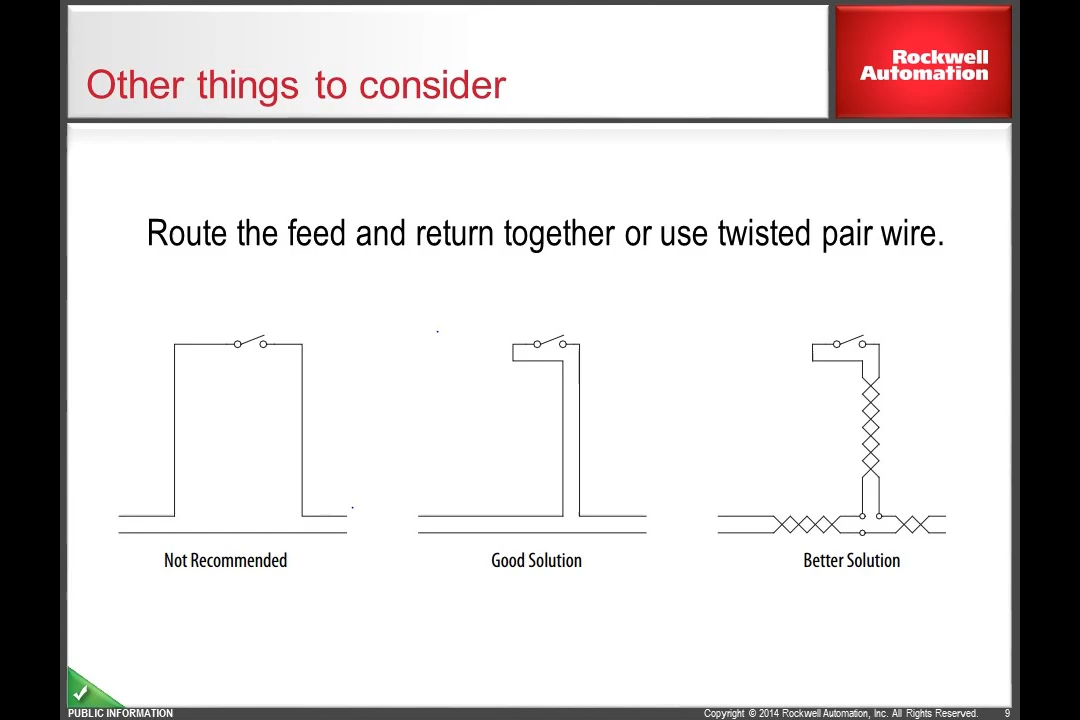 Other things to consider
Rockwell
Automation
Route the feed and return together or use twisted pair wire.
Not Recommended
Good Solution
Better Solution
PUBLIC INFORMATION
Copyright © 2014 Rockwell Automation, Inc. All Rights Reserved.
9